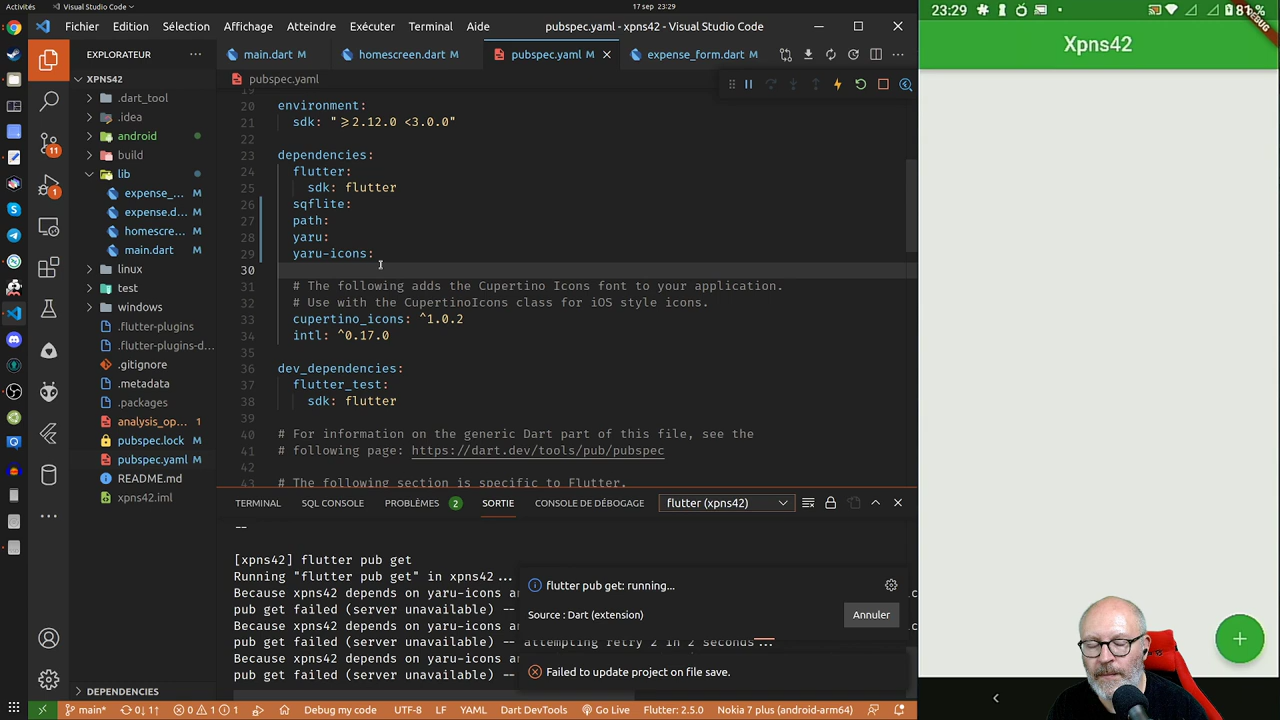 Activités
Visual Studio Code
17 sep 23:29
Fichier Edition Sélection Affichage Aller Exécuter Terminal Aide
pubspec.yaml - xpns42 - Visual Studio Code
EXPLORATEUR
XPNS42
.dart_tool
.idea
android
build
lib
expense_... M
expense.d... M
homescre... M
main.dart M
linux
test
windows
.flutter-plugins
.flutter-plugins-d...
.gitignore
.metadata
.packages
analysis_op... 1
pubspec.lock M
pubspec.yaml M
README.md
xpns42.iml
DEPENDENCIES
11
1
main.dart M
homescreen.dart M
pubspec.yaml M
expense_form.dart M
pubspec.yaml
19
20 environment:
21 sdk: "≥2.12.0 <3.0.0"
22
23 dependencies:
24 flutter:
25 sdk: flutter
26 sqflite:
27 path:
28 yaru:
29 yaru-icons:
30
31 # The following adds the Cupertino Icons font to your application.
32 # Use with the CupertinoIcons class for iOS style icons.
33 cupertino_icons: ^1.0.2
34 intl: ^0.17.0
35
36 dev_dependencies:
37 flutter_test:
38 sdk: flutter
39
40 # For information on the generic Dart part of this file, see the
41 # following page: https://dart.dev/tools/pub/pubspec
42
43 # The following section is specific to Flutter.
TERMINAL SQL CONSOLE PROBLÈMES 2 SORTIE CONSOLE DE DÉBOGAGE
flutter (xpns42)
--
[xpns42] flutter pub get
Running "flutter pub get" in xpns42...
Because xpns42 depends on yaru-icons
pub get failed (server unavailable) --
Because xpns42 depends on yaru-icons
pub get failed (server unavailable) -- attempting retry 2 in 2 seconds...
Because xpns42 depends on yaru-icons
pub get failed (server unavailable) --
flutter pub get: running...
Source : Dart (extension)
Annuler
Failed to update project on file save.
main* 0↓ 1↑ 0 1 1 Debug my code UTF-8 LF YAML Dart DevTools Go Live Flutter: 2.5.0 Nokia 7 plus (android-arm64)
23:29
81%
DEBUG
Xpns42